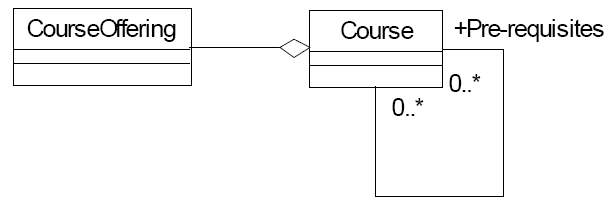 CourseOffering
Course
+Pre-requisites
0..*
0..*